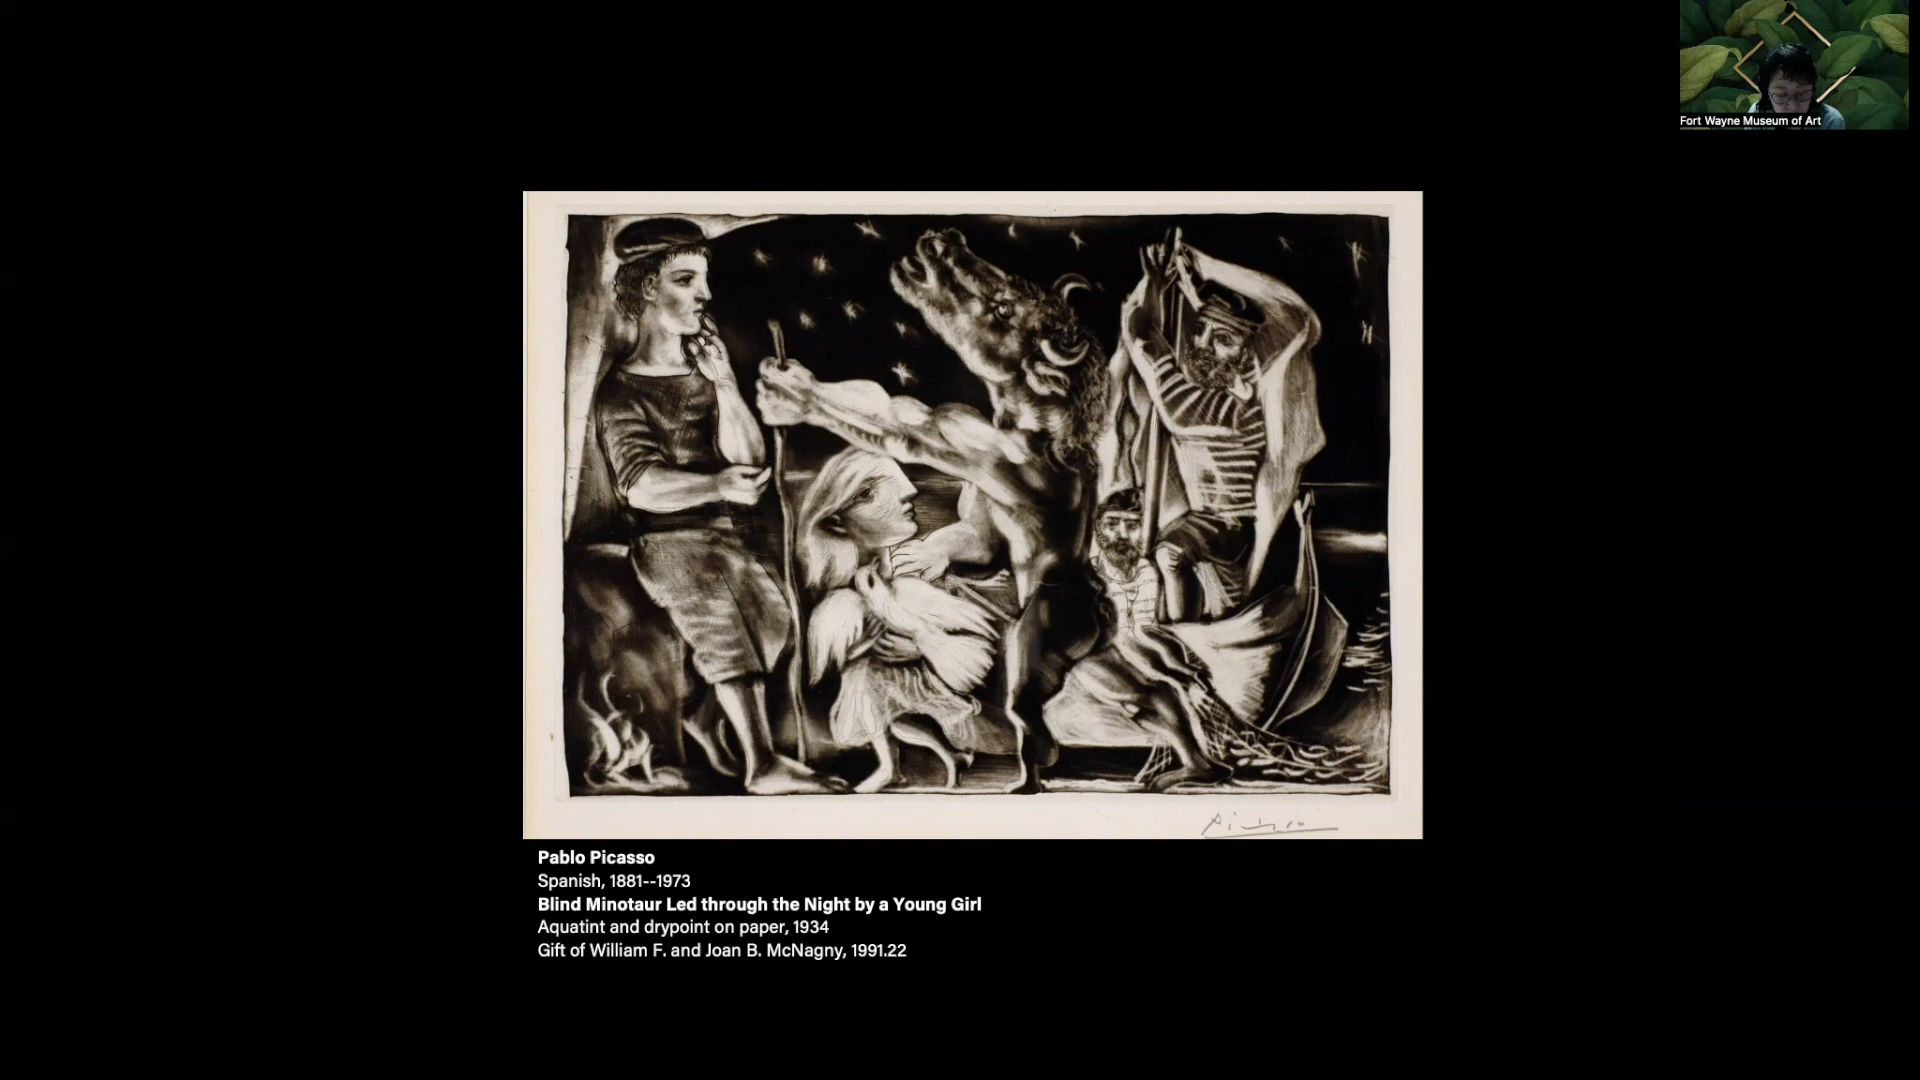 Fort Wayne Museum of Art
Picasso
Pablo Picasso
Spanish, 1881--1973
Blind Minotaur Led through the Night by a Young Girl
Aquatint and drypoint on paper, 1934
Gift of William F. and Joan B. McNagny, 1991.22